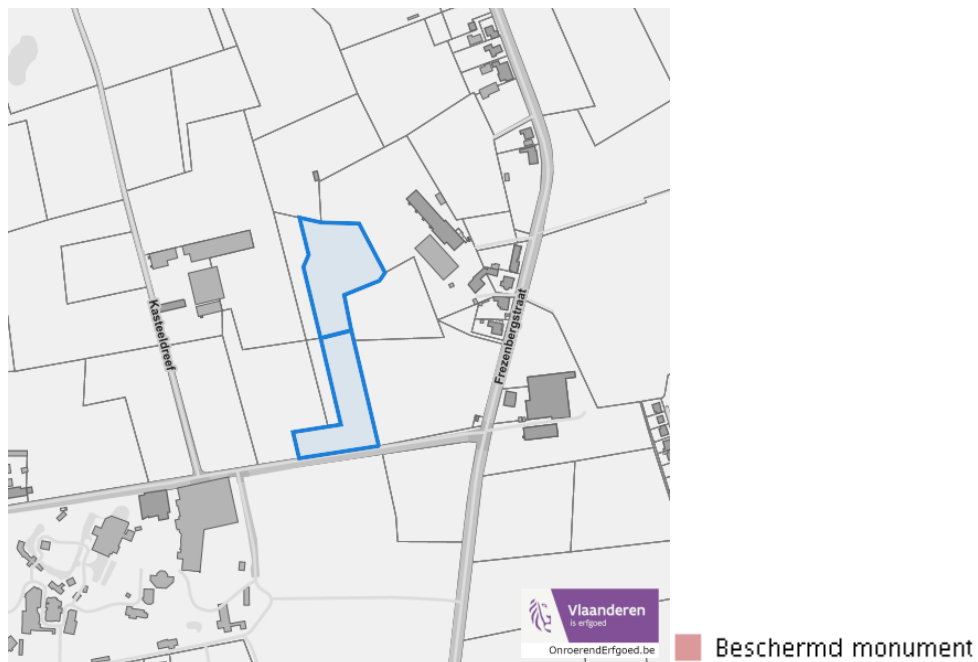 Kasteeldreef
Frezenbergstraat
Vlaanderen
is erfgoed
OnroerendErfgoed.be
Beschermd monument